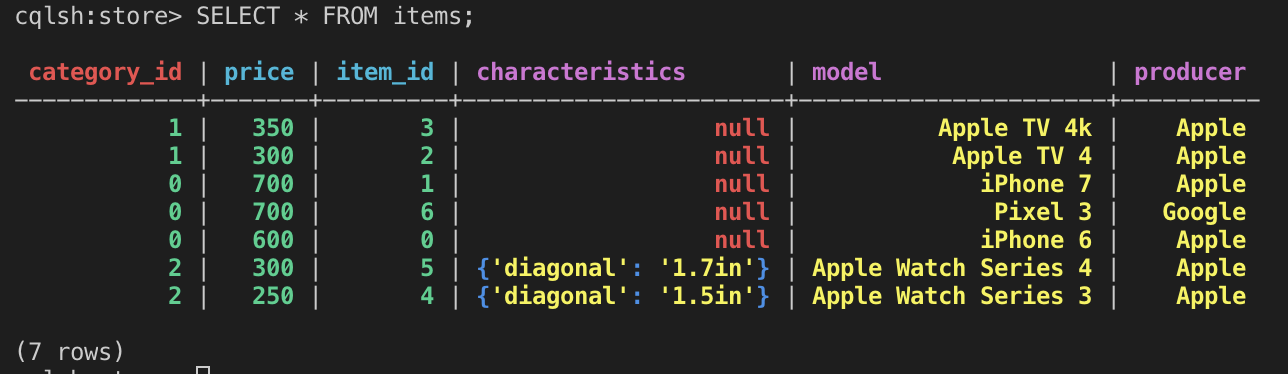 cqlsh:store> SELECT * FROM items;
category_id | price | item_id | characteristics | model | producer
-------------+-------+---------+-----------------------+----------------------+----------
1 | 350 | 3 | null | Apple TV 4k | Apple
1 | 300 | 2 | null | Apple TV 4 | Apple
0 | 700 | 1 | null | iPhone 7 | Apple
0 | 700 | 6 | null | Pixel 3 | Google
0 | 600 | 0 | null | iPhone 6 | Apple
2 | 300 | 5 | {'diagonal': '1.7in'} | Apple Watch Series 4 | Apple
2 | 250 | 4 | {'diagonal': '1.5in'} | Apple Watch Series 3 | Apple
(7 rows)